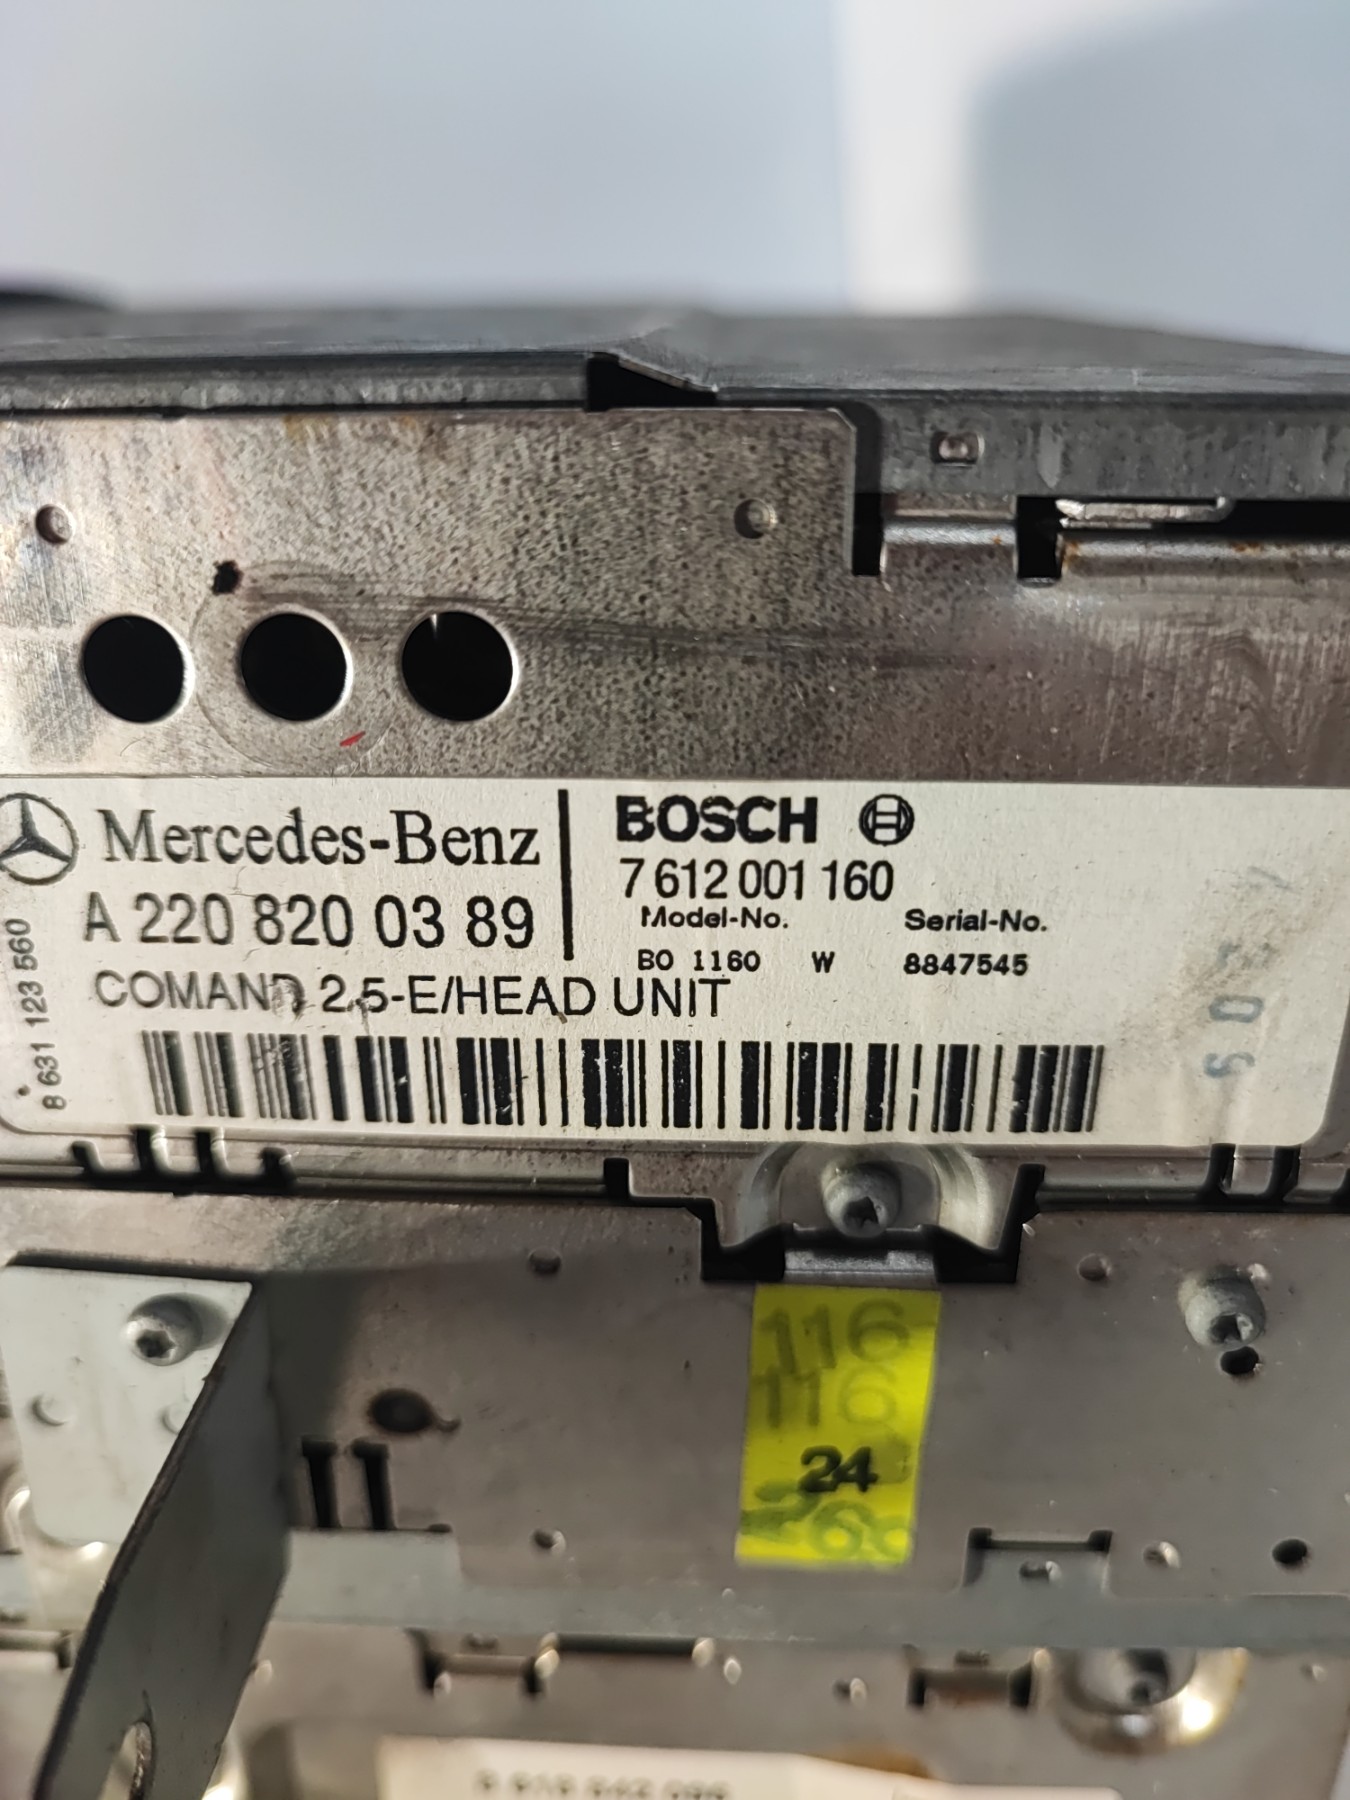 Mercedes-Benz
A 220 820 03 89
BOSCH
7 612 001 160
Model-No. Serial-No.
BO 1160 W 8847545
COMAND 2.5-E/HEAD UNIT
8 631 123 560
116
116
24